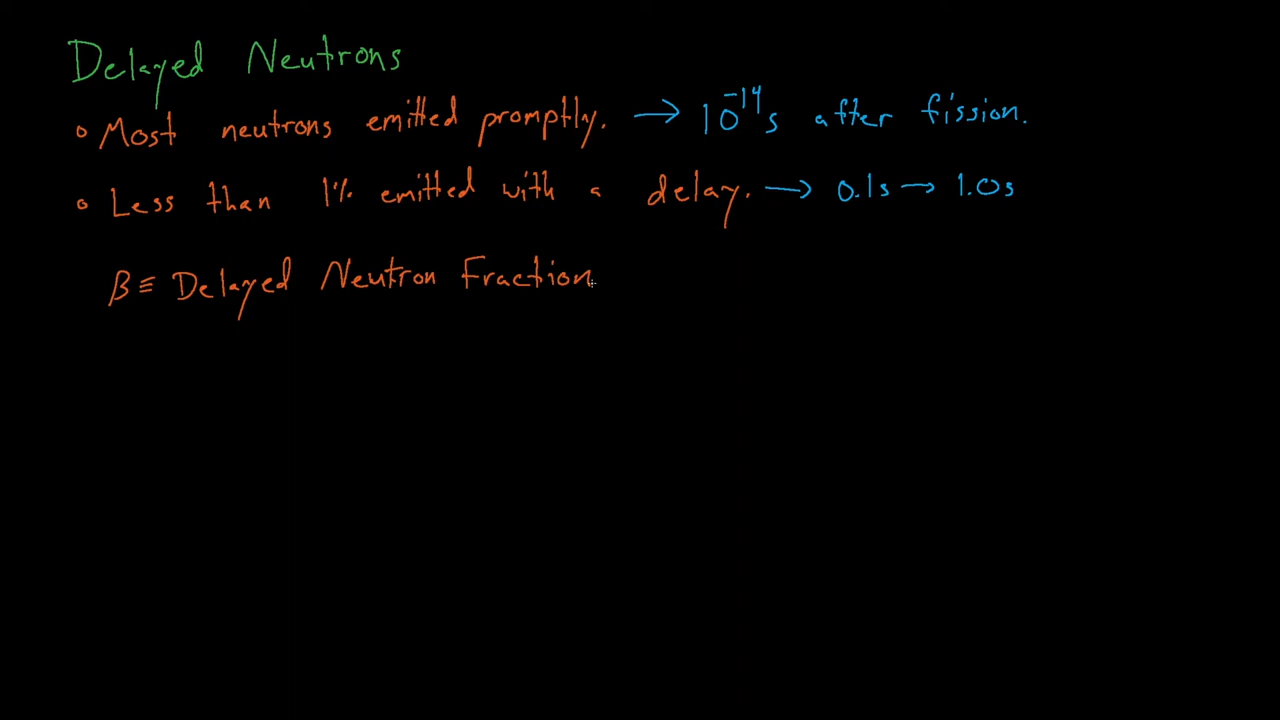 Delayed Neutrons
∘ Most neutrons emitted promptly. → 10⁻¹⁴s after fission.
∘ Less than 1% emitted with a delay. → 0.1s → 1.0s
β ≡ Delayed Neutron Fraction